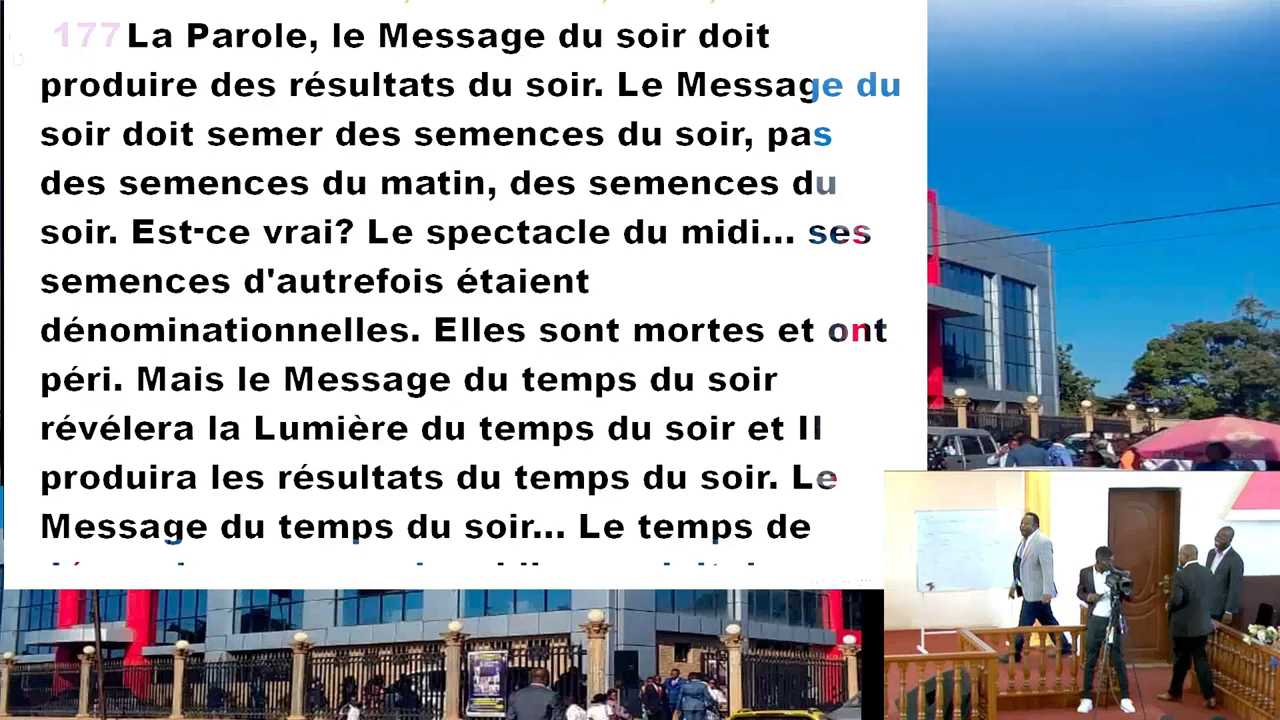 177 La Parole, le Message du soir doit
produire des résultats du soir. Le Message du
soir doit semer des semences du soir, pas
des semences du matin, des semences du
soir. Est-ce vrai? Le spectacle du midi... ses
semences d'autrefois étaient
dénominationnelles. Elles sont mortes et ont
péri. Mais le Message du temps du soir
révélera la Lumière du temps du soir et Il
produira les résultats du temps du soir. Le
Message du temps du soir... Le temps de